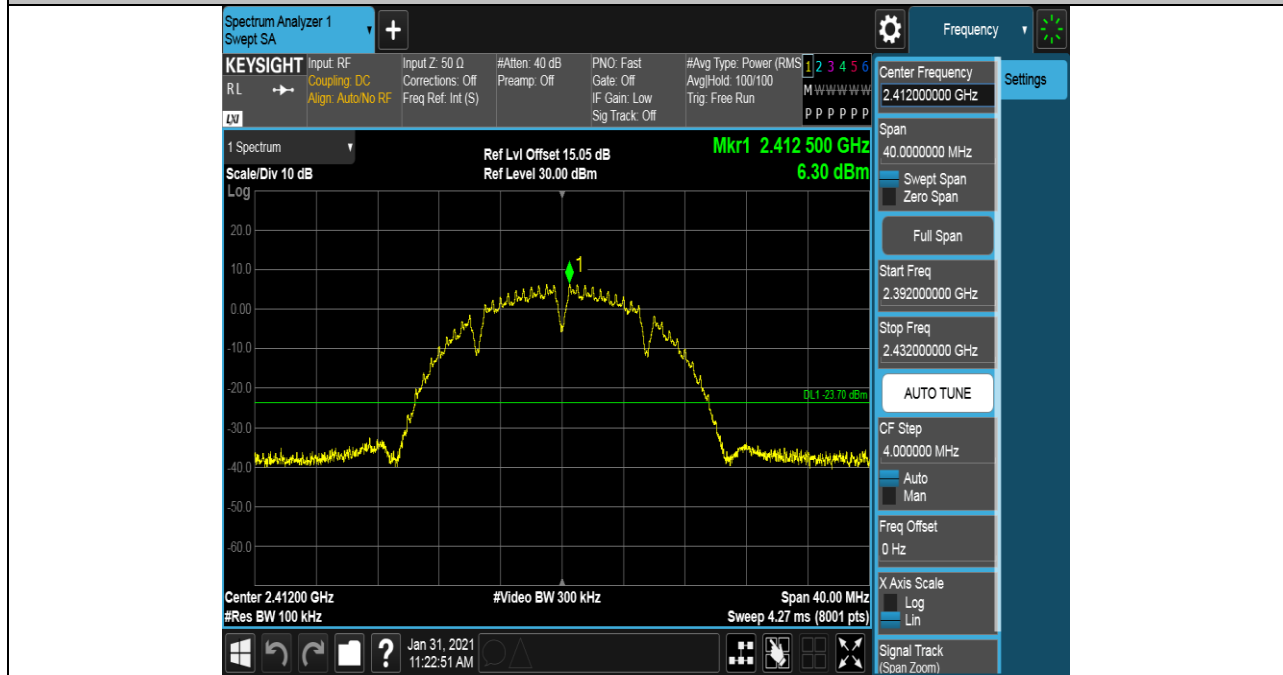 Spectrum Analyzer 1
Swept SA
+
Frequency
KEYSIGHT
RL
LXI
Input: RF
Coupling: DC
Align: Auto/No RF
Input Z: 50 Ω
Corrections: Off
Freq Ref: Int (S)
#Atten: 40 dB
Preamp: Off
PNO: Fast
Gate: Off
IF Gain: Low
Sig Track: Off
#Avg Type: Power (RMS
Avg|Hold: 100/100
Trig: Free Run
1 2 3 4 5 6
M W W W W W
P P P P P P
1 Spectrum
Scale/Div 10 dB
Log
Ref Lvl Offset 15.05 dB
Ref Level 30.00 dBm
Mkr1 2.412 500 GHz
6.30 dBm
20.0
10.0
0.00
-10.0
-20.0
-30.0
-40.0
-50.0
-60.0
1
DL1 -23.70 dBm
Center 2.41200 GHz
#Res BW 100 kHz
#Video BW 300 kHz
Span 40.00 MHz
Sweep 4.27 ms (8001 pts)
?
Jan 31, 2021
11:22:51 AM
Center Frequency
2.412000000 GHz
Settings
Span
40.0000000 MHz
Swept Span
Zero Span
Full Span
Start Freq
2.392000000 GHz
Stop Freq
2.432000000 GHz
AUTO TUNE
CF Step
4.000000 MHz
Auto
Man
Freq Offset
0 Hz
X Axis Scale
Log
Lin
Signal Track
(Span Zoom)